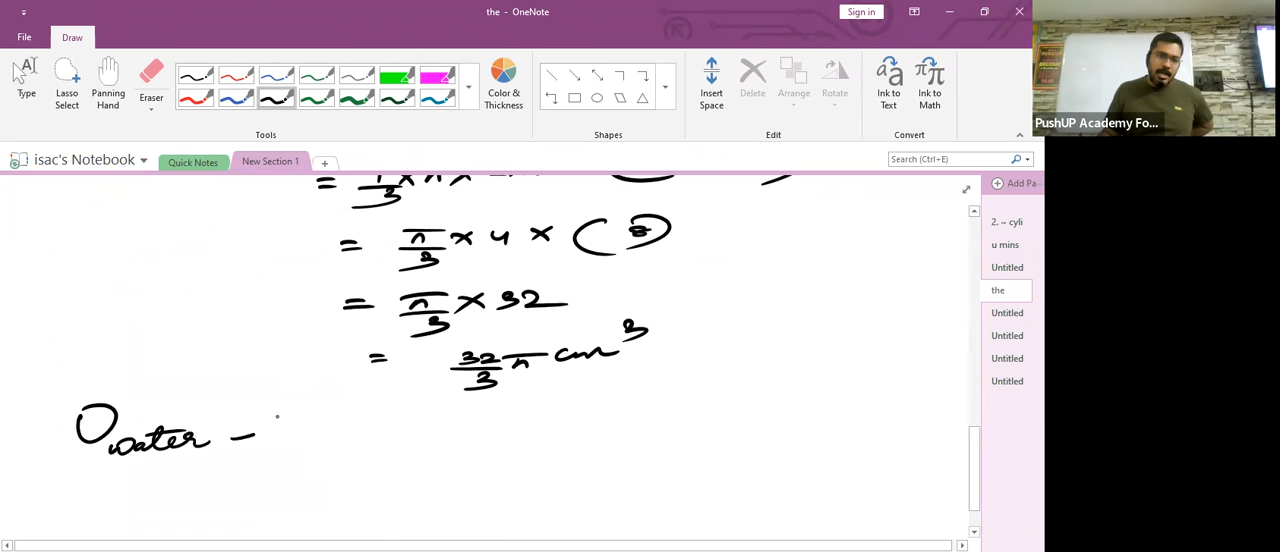 the - OneNote
Sign in
File Draw
Type Lasso Select Panning Hand Eraser Color & Thickness Insert Space Delete Arrange Rotate Ink to Text Ink to Math
Tools Shapes Edit Convert
PushUP Academy Fo...
isac's Notebook Quick Notes New Section 1 Search (Ctrl+E)
Add Pa
2. ~ cyli
u mins
Untitled
the
Untitled
Untitled
Untitled
Untitled
= π/3 × 4 × (8)
= π/3 × 32
= 32/3 π cm³
water -